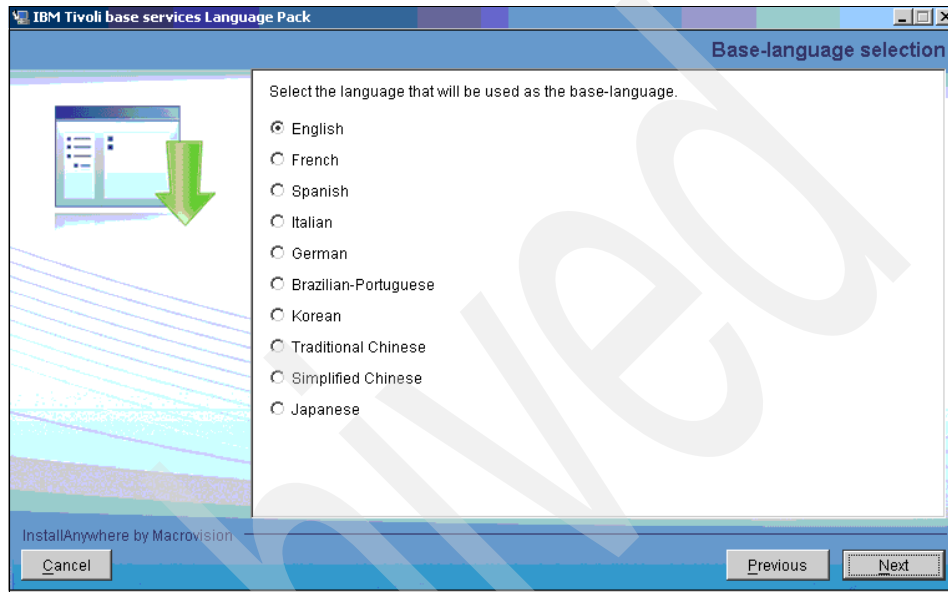 IBM Tivoli base services Language Pack
Base-language selection
Select the language that will be used as the base-language.
English
French
Spanish
Italian
German
Brazilian-Portuguese
Korean
Traditional Chinese
Simplified Chinese
Japanese
InstallAnywhere by Macrovision
Cancel
Previous
Next
hived